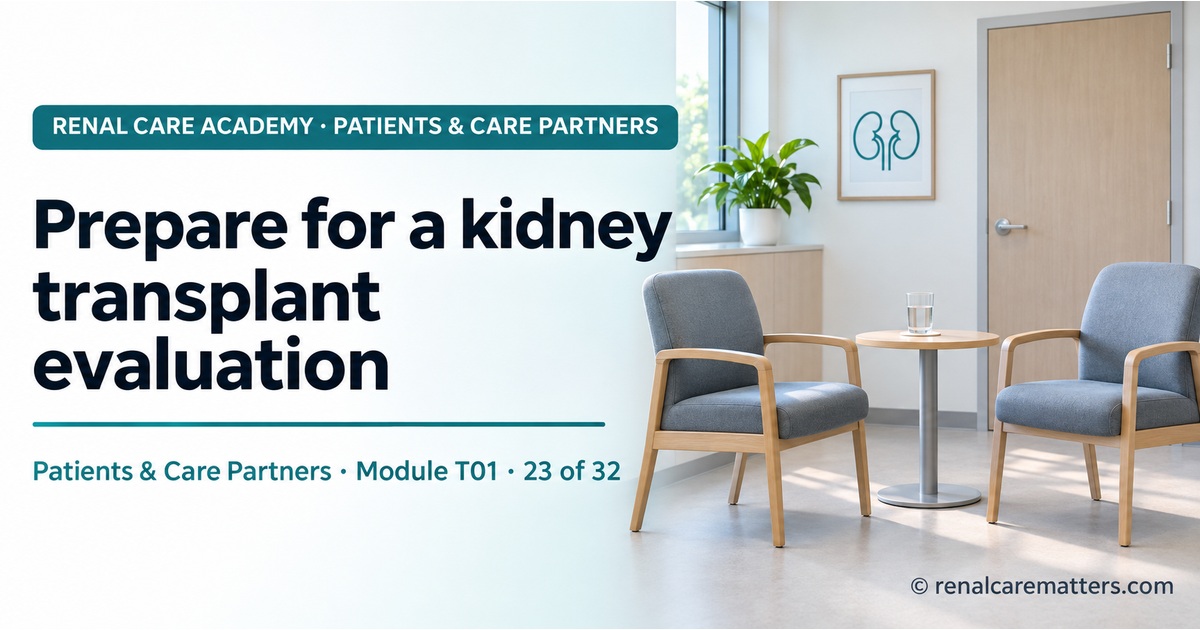 RENAL CARE ACADEMY · PATIENTS & CARE PARTNERS
Prepare for a kidney
transplant
evaluation
Patients & Care Partners · Module T01 · 23 of 32
© renalcarematters.com